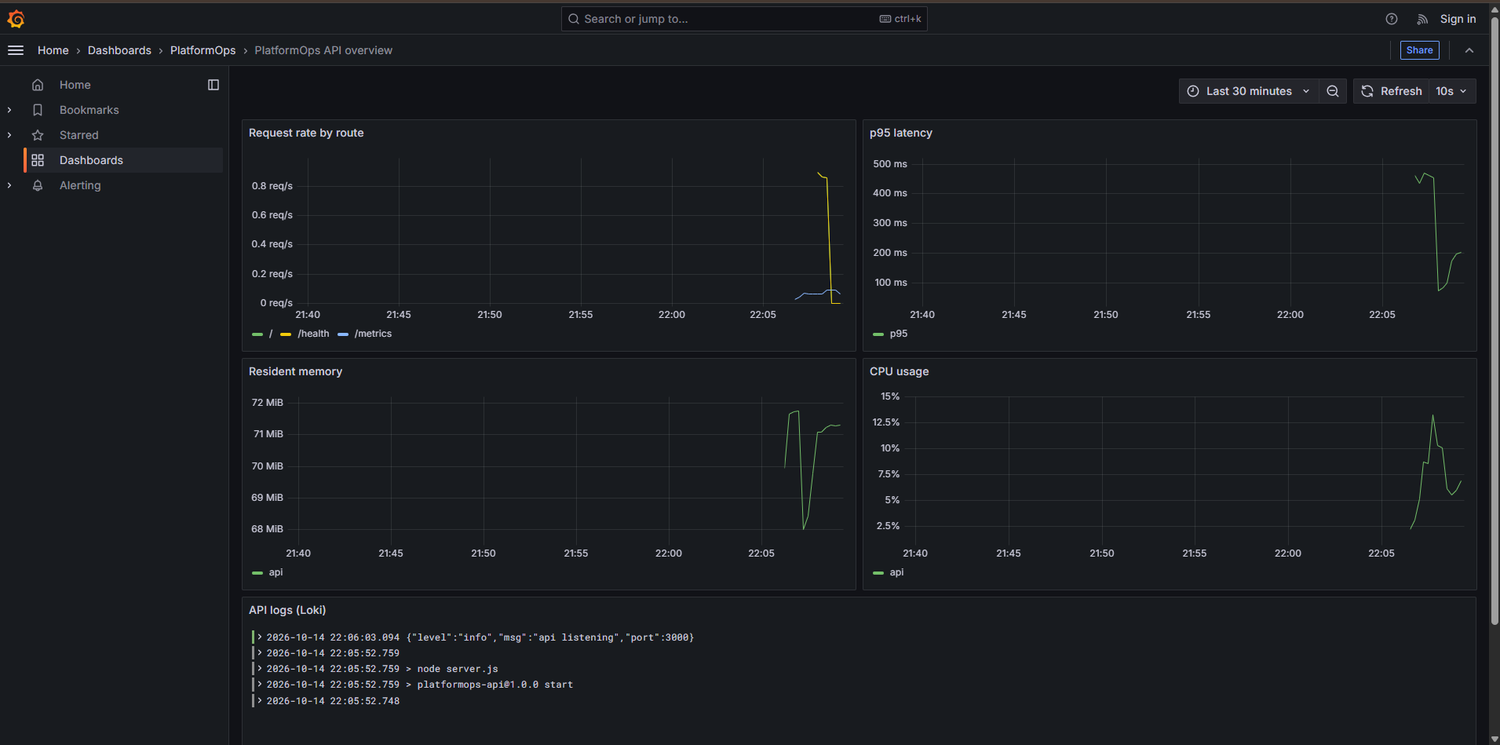 Search or jump to... ctrl+k Sign in
Home › Dashboards › PlatformOps › PlatformOps API overview Share
Home
Bookmarks
Starred
Dashboards
Alerting
Last 30 minutes Refresh 10s
Request rate by route
0.8 req/s
0.6 req/s
0.4 req/s
0.2 req/s
0 req/s
21:40 21:45 21:50 21:55 22:00 22:05
/ /health /metrics
p95 latency
500 ms
400 ms
300 ms
200 ms
100 ms
21:40 21:45 21:50 21:55 22:00 22:05
p95
Resident memory
72 MiB
71 MiB
70 MiB
69 MiB
68 MiB
21:40 21:45 21:50 21:55 22:00 22:05
api
CPU usage
15%
12.5%
10%
7.5%
5%
2.5%
21:40 21:45 21:50 21:55 22:00 22:05
api
API logs (Loki)
> 2026-10-14 22:06:03.094 {"level":"info","msg":"api listening","port":3000}
> 2026-10-14 22:05:52.759
> 2026-10-14 22:05:52.759 > node server.js
> 2026-10-14 22:05:52.759 > platformops-api@1.0.0 start
> 2026-10-14 22:05:52.748